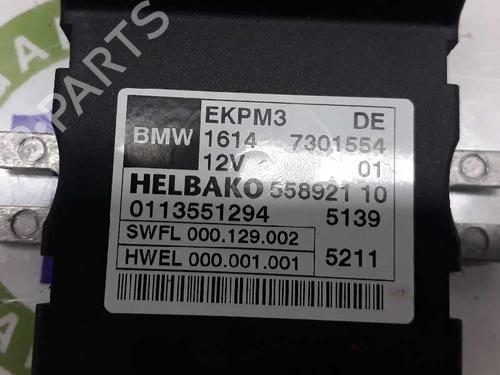 EKPM3 DE
BMW 1614 7301554
12V 01
HELBAKO 558921 10
0113551294 5139
SWFL 000.129.002
HWEL 000.001.001 5211
B-PARTS